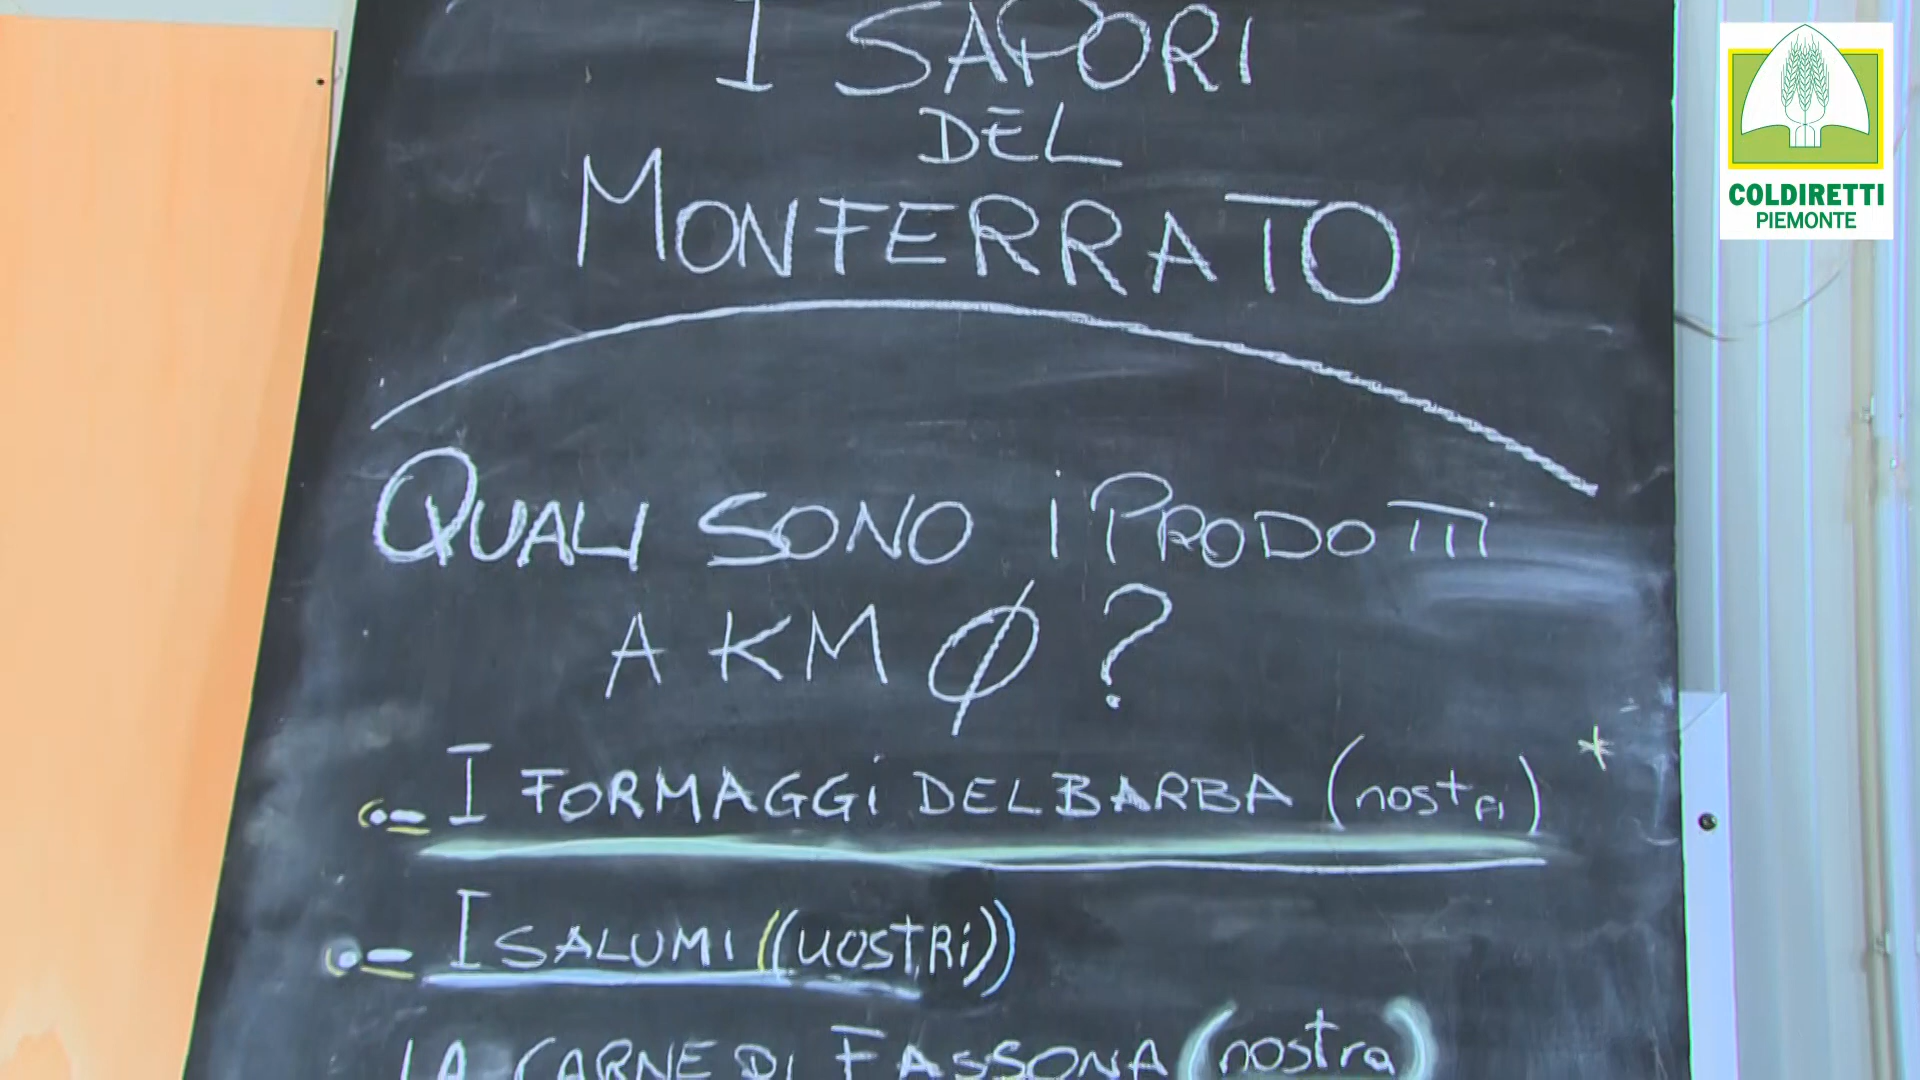 I SAPORI
DEL
MONFERRATO
QUALI SONO i PRODOTTi
A KM Ø ?
•- I FORMAGGi DEL BARBA (nostri) *
•- I SALUMI ((nostRi))
LA CARNE DI FASSONA (nostra)
COLDIRETTI
PIEMONTE